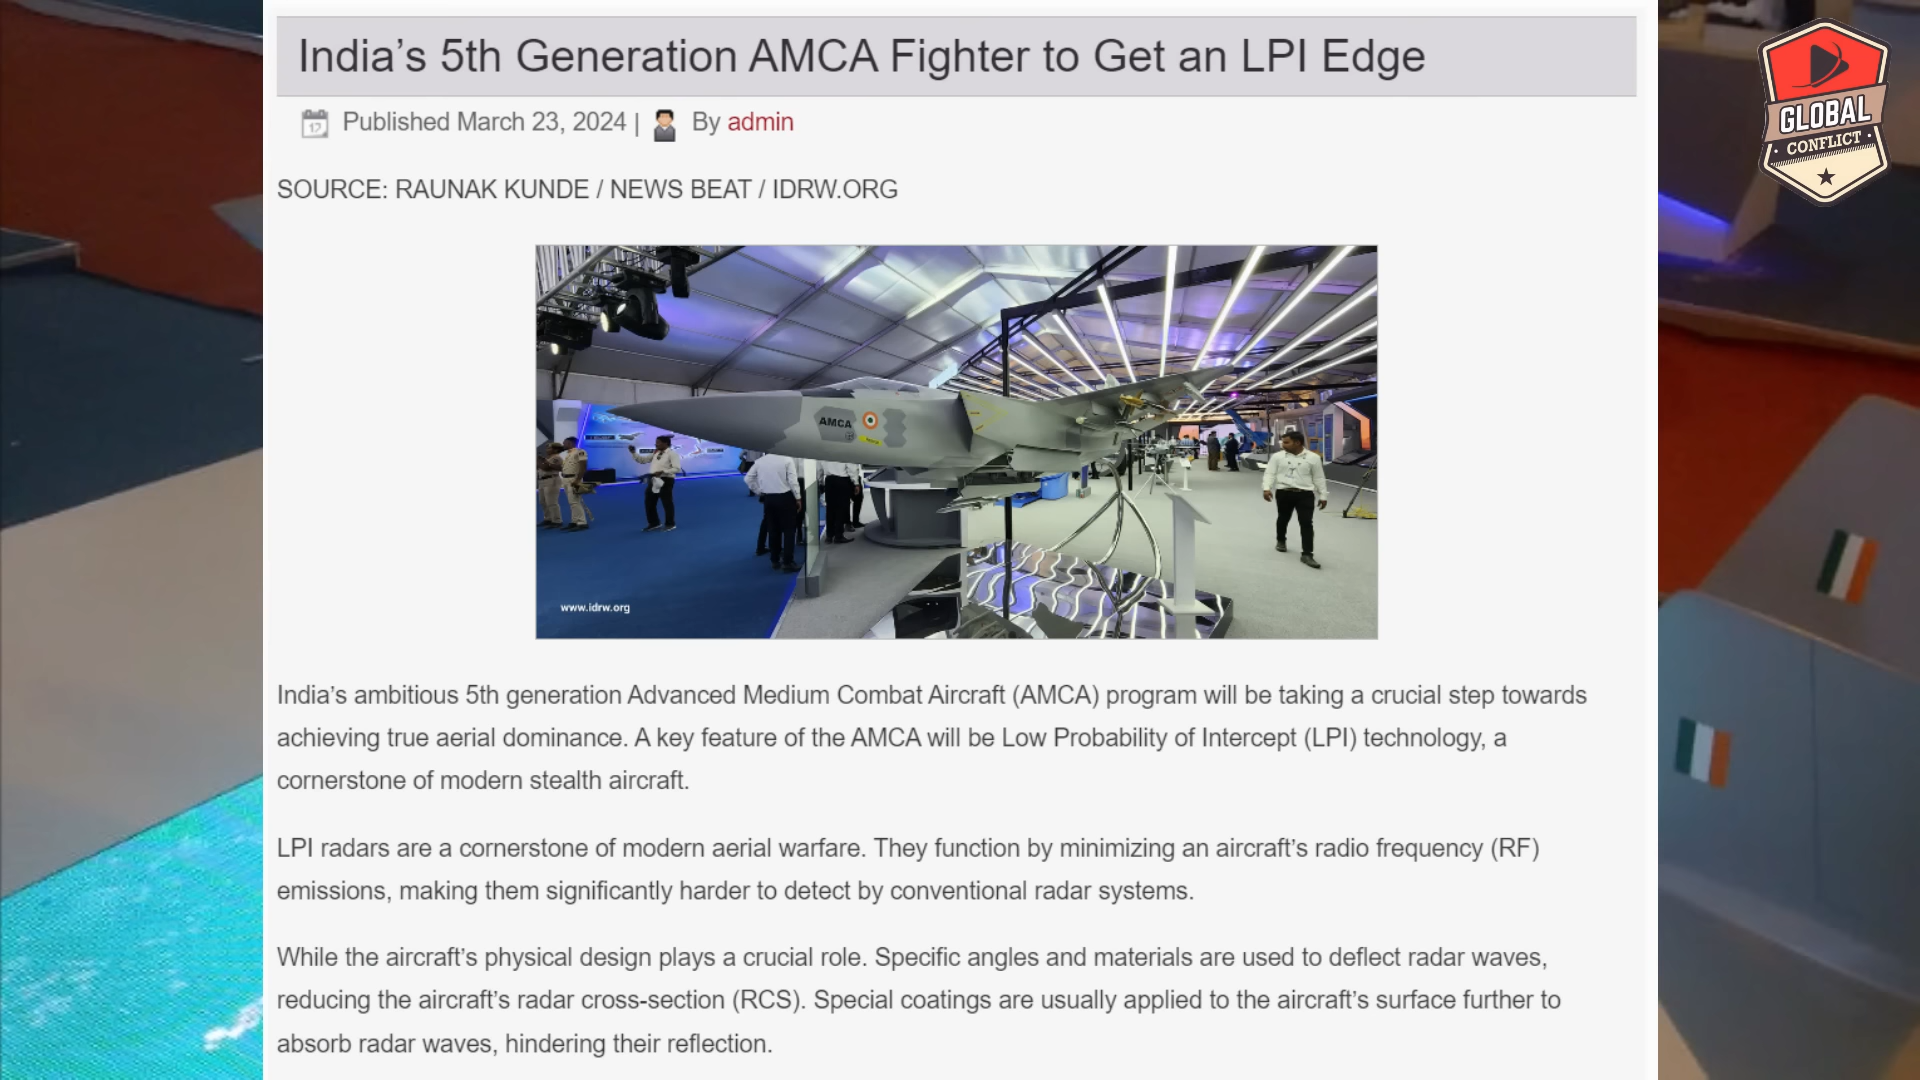 India’s 5th Generation AMCA Fighter to Get an LPI Edge
Published March 23, 2024 | By admin
SOURCE: RAUNAK KUNDE / NEWS BEAT / IDRW.ORG
AMCA
www.idrw.org
India’s ambitious 5th generation Advanced Medium Combat Aircraft (AMCA) program will be taking a crucial step towards
achieving true aerial dominance. A key feature of the AMCA will be Low Probability of Intercept (LPI) technology, a
cornerstone of modern stealth aircraft.
LPI radars are a cornerstone of modern aerial warfare. They function by minimizing an aircraft’s radio frequency (RF)
emissions, making them significantly harder to detect by conventional radar systems.
While the aircraft’s physical design plays a crucial role. Specific angles and materials are used to deflect radar waves,
reducing the aircraft’s radar cross-section (RCS). Special coatings are usually applied to the aircraft’s surface further to
absorb radar waves, hindering their reflection.
GLOBAL
CONFLICT